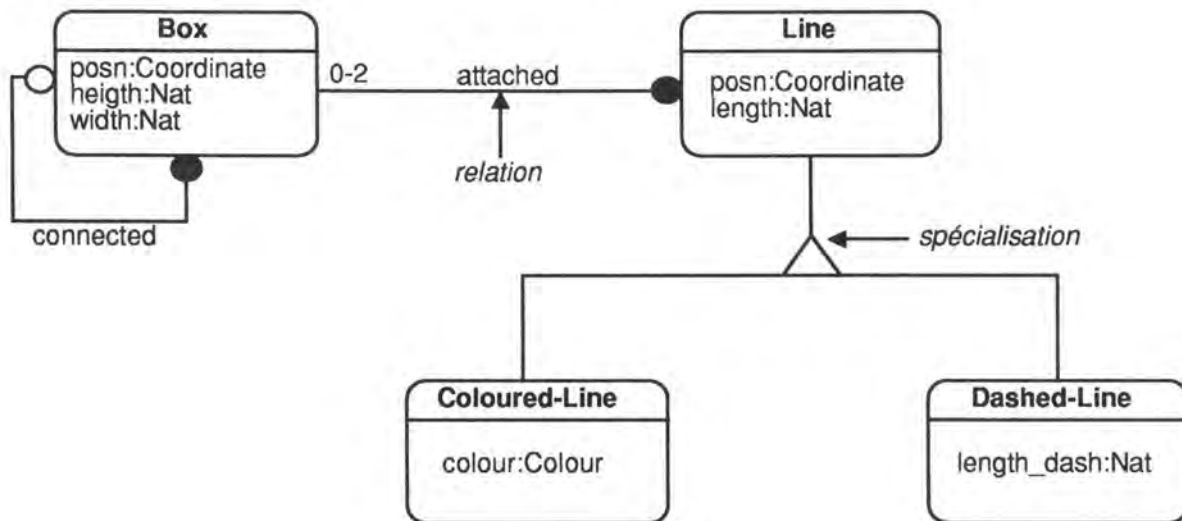 Box
posn:Coordinate
heigth:Nat
width:Nat
connected
0-2
attached
relation
Line
posn:Coordinate
length:Nat
spécialisation
Coloured-Line
colour:Colour
Dashed-Line
length_dash:Nat